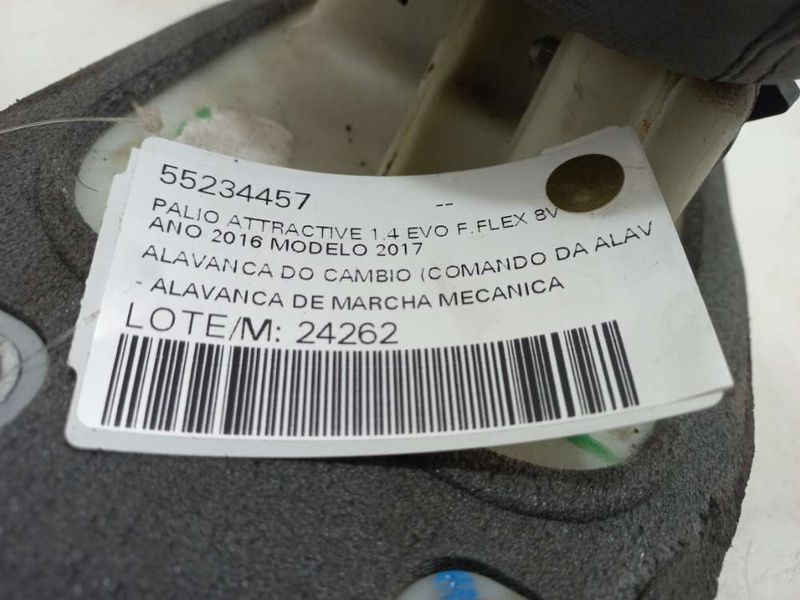 55234457 --
PALIO ATTRACTIVE 1.4 EVO F.FLEX 8V
ANO 2016 MODELO 2017
ALAVANCA DO CAMBIO (COMANDO DA ALAV
- ALAVANCA DE MARCHA MECANICA
LOTE/M: 24262